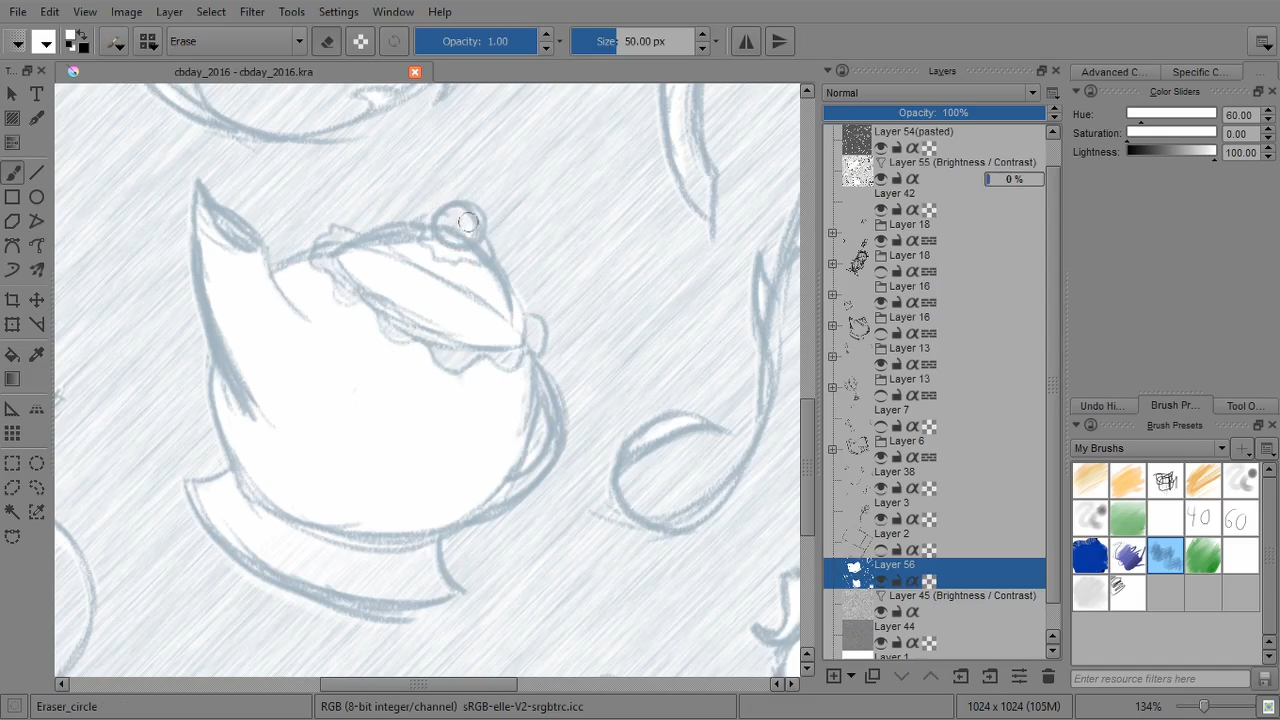 File Edit View Image Layer Select Filter Tools Settings Window Help
Erase
Opacity: 1.00
Size: 50.00 px
T...
cbday_2016 - cbday_2016.kra
Layers
Normal
Opacity: 100%
Layer 54(pasted)
Layer 55 (Brightness / Contrast)
0 %
Layer 42
Layer 18
Layer 18
Layer 16
Layer 16
Layer 13
Layer 13
Layer 7
Layer 6
Layer 38
Layer 3
Layer 2
Layer 56
Layer 45 (Brightness / Contrast)
Layer 44
Layer 1
Advanced C...
Specific C...
...
Color Sliders
Hue: 60.00
Saturation: 0.00
Lightness: 100.00
Undo Hi...
Brush Pr...
Tool O...
Brush Presets
My Brushs
40
60
Enter resource filters here
Eraser_circle
RGB (8-bit integer/channel) sRGB-elle-V2-srgbtrc.icc
1024 x 1024 (105M)
134%